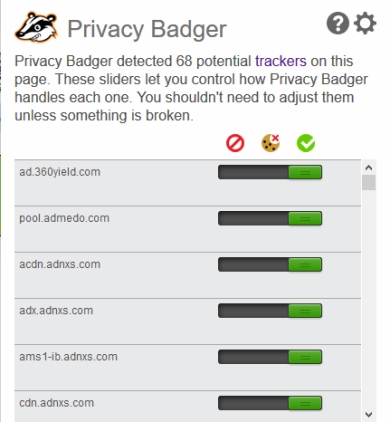 Privacy Badger
Privacy Badger detected 68 potential trackers on this
page. These sliders let you control how Privacy Badger
handles each one. You shouldn't need to adjust them
unless something is broken.
ad.360yield.com
pool.admedo.com
acdn.adnxs.com
adx.adnxs.com
ams1-ib.adnxs.com
cdn.adnxs.com